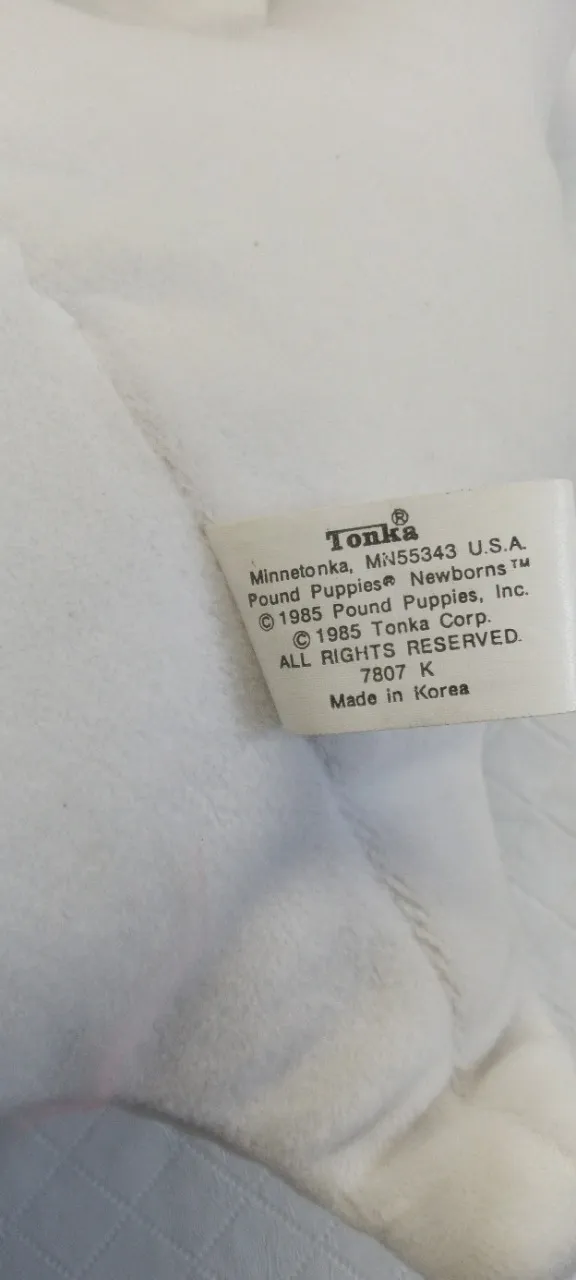 Tonka®
Minnetonka, MN55343 U.S.A.
Pound Puppies® Newborns™
©1985 Pound Puppies, Inc.
©1985 Tonka Corp.
ALL RIGHTS RESERVED.
7807 K
Made in Korea